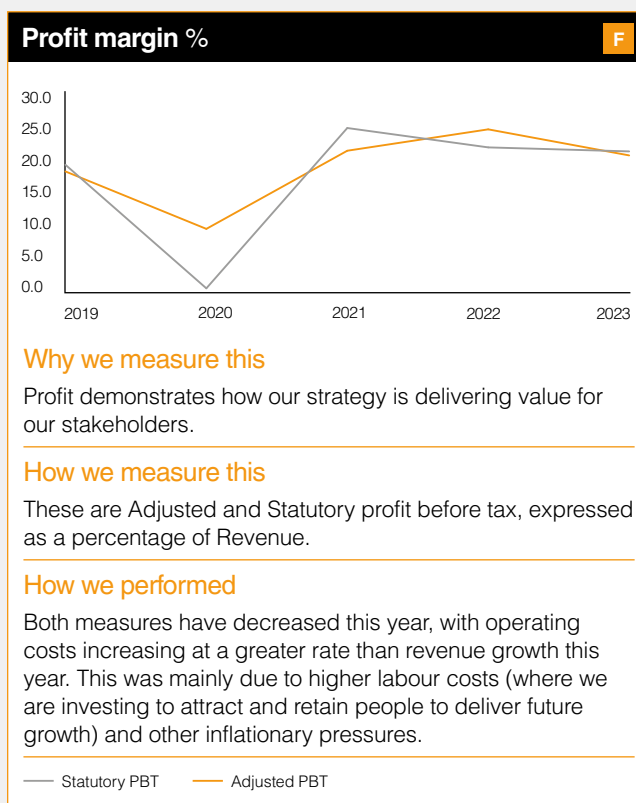 Profit margin %
F
30.0
25.0
20.0
15.0
10.0
5.0
0.0
2019 2020 2021 2022 2023
Why we measure this
Profit demonstrates how our strategy is delivering value for
our stakeholders.
How we measure this
These are Adjusted and Statutory profit before tax, expressed
as a percentage of Revenue.
How we performed
Both measures have decreased this year, with operating
costs increasing at a greater rate than revenue growth this
year. This was mainly due to higher labour costs (where we
are investing to attract and retain people to deliver future
growth) and other inflationary pressures.
Statutory PBT Adjusted PBT